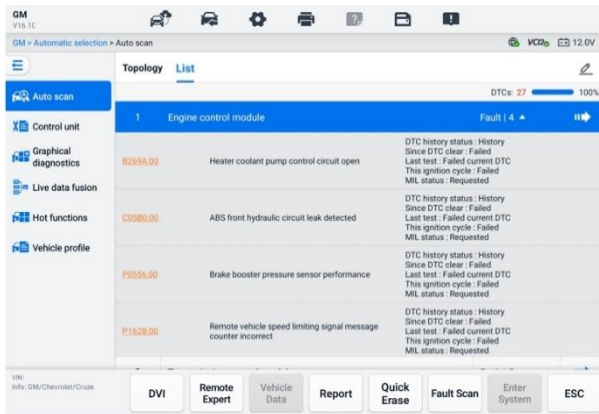 GM
V16.10
GM > Automatic selection > Auto scan
VCI2
12.0V
Topology List
DTCs: 27
100%
Auto scan
Control unit
Graphical
diagnostics
Live data fusion
Hot functions
Vehicle profile
1 Engine control module Fault | 4
B269A:00
Heater coolant pump control circuit open
DTC history status : History
Since DTC clear : Failed
Last test : Failed current DTC
This ignition cycle : Failed
MIL status : Requested
C05B0:00
ABS front hydraulic circuit leak detected
DTC history status : History
Since DTC clear : Failed
Last test : Failed current DTC
This ignition cycle : Failed
MIL status : Requested
P0556:00
Brake booster pressure sensor performance
DTC history status : History
Since DTC clear : Failed
Last test : Failed current DTC
This ignition cycle : Failed
MIL status : Requested
P162B:00
Remote vehicle speed limiting signal message
counter incorrect
DTC history status : History
Since DTC clear : Failed
Last test : Failed current DTC
This ignition cycle : Failed
MIL status : Requested
VIN:
Info: GM/Chevrolet/Cruze
DVI
Remote
Expert
Vehicle
Data
Report
Quick
Erase
Fault Scan
Enter
System
ESC